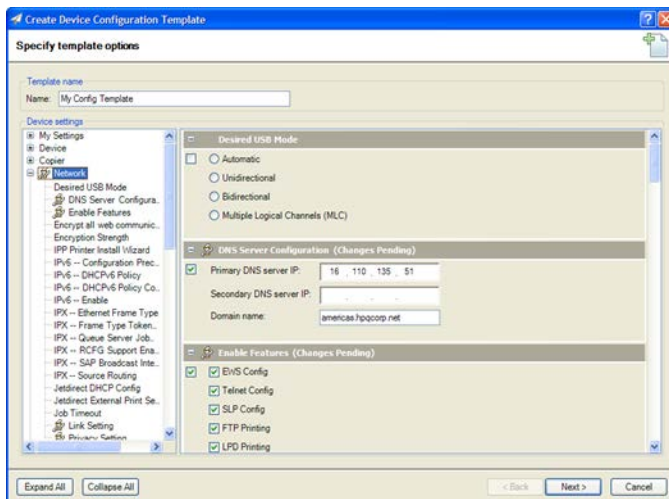 Create Device Configuration Template
Specify template options
Template name
Name: My Config Template
Device settings
My Settings
Device
Copier
Network
Desired USB Mode
DNS Server Configura..
Enable Features
Encrypt all web communic..
Encryption Strength
IPP Printer Install Wizard
IPv6 -- Configuration Prec..
IPv6 -- DHCPv6 Policy
IPv6 -- DHCPv6 Policy Co..
IPv6 -- Enable
IPX -- Ethernet Frame Type
IPX -- Frame Type Token..
IPX -- Queue Server Job..
IPX -- RCFG Support Ena..
IPX -- SAP Broadcast Inte..
IPX -- Source Routing
Jetdirect DHCP Config
Jetdirect External Print Se..
Job Timeout
Link Setting
Privacy Setting
Desired USB Mode
Automatic
Unidirectional
Bidirectional
Multiple Logical Channels (MLC)
DNS Server Configuration (Changes Pending)
Primary DNS server IP: 16 . 110 . 135 . 51
Secondary DNS server IP: . . .
Domain name: americas.hpqcorp.net
Enable Features (Changes Pending)
EWS Config
Telnet Config
SLP Config
FTP Printing
LPD Printing
Expand All Collapse All < Back Next > Cancel